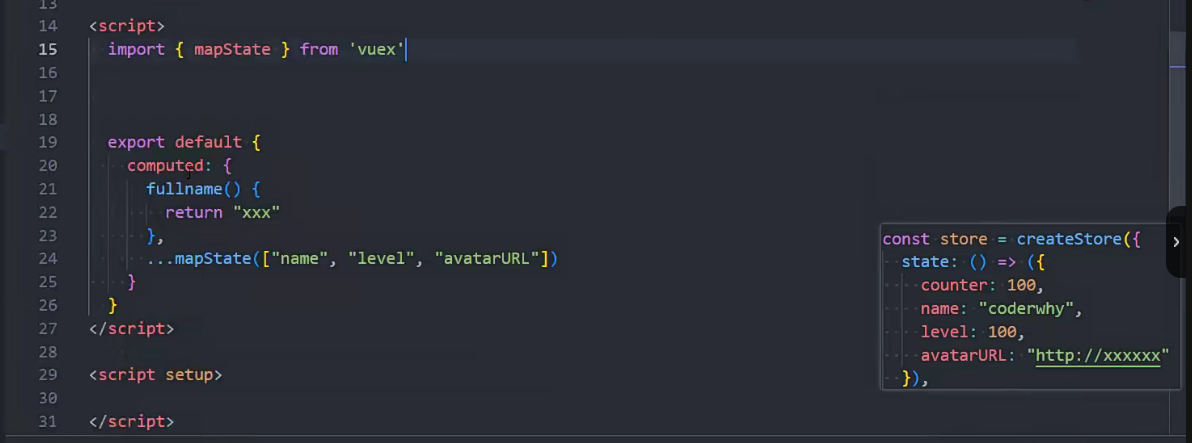 13
14 <script>
15 import { mapState } from 'vuex'
16
17
18
19 export default {
20 computed: {
21 fullname() {
22 return "xxx"
23 },
24 ...mapState(["name", "level", "avatarURL"])
25 }
26 }
27 </script>
28
29 <script setup>
30
31 </script>
const store = createStore({
state: () => ({
counter: 100,
name: "coderwhy",
level: 100,
avatarURL: "http://xxxxxx"
}),